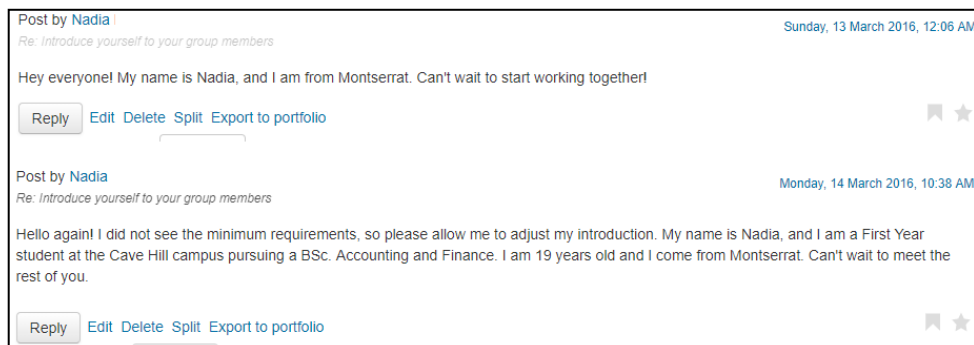 Post by Nadia
Sunday, 13 March 2016, 12:06 AM
Re: Introduce yourself to your group members
Hey everyone! My name is Nadia, and I am from Montserrat. Can't wait to start working together!
Reply Edit Delete Split Export to portfolio
Post by Nadia
Monday, 14 March 2016, 10:38 AM
Re: Introduce yourself to your group members
Hello again! I did not see the minimum requirements, so please allow me to adjust my introduction. My name is Nadia, and I am a First Year
student at the Cave Hill campus pursuing a BSc. Accounting and Finance. I am 19 years old and I come from Montserrat. Can't wait to meet the
rest of you.
Reply Edit Delete Split Export to portfolio